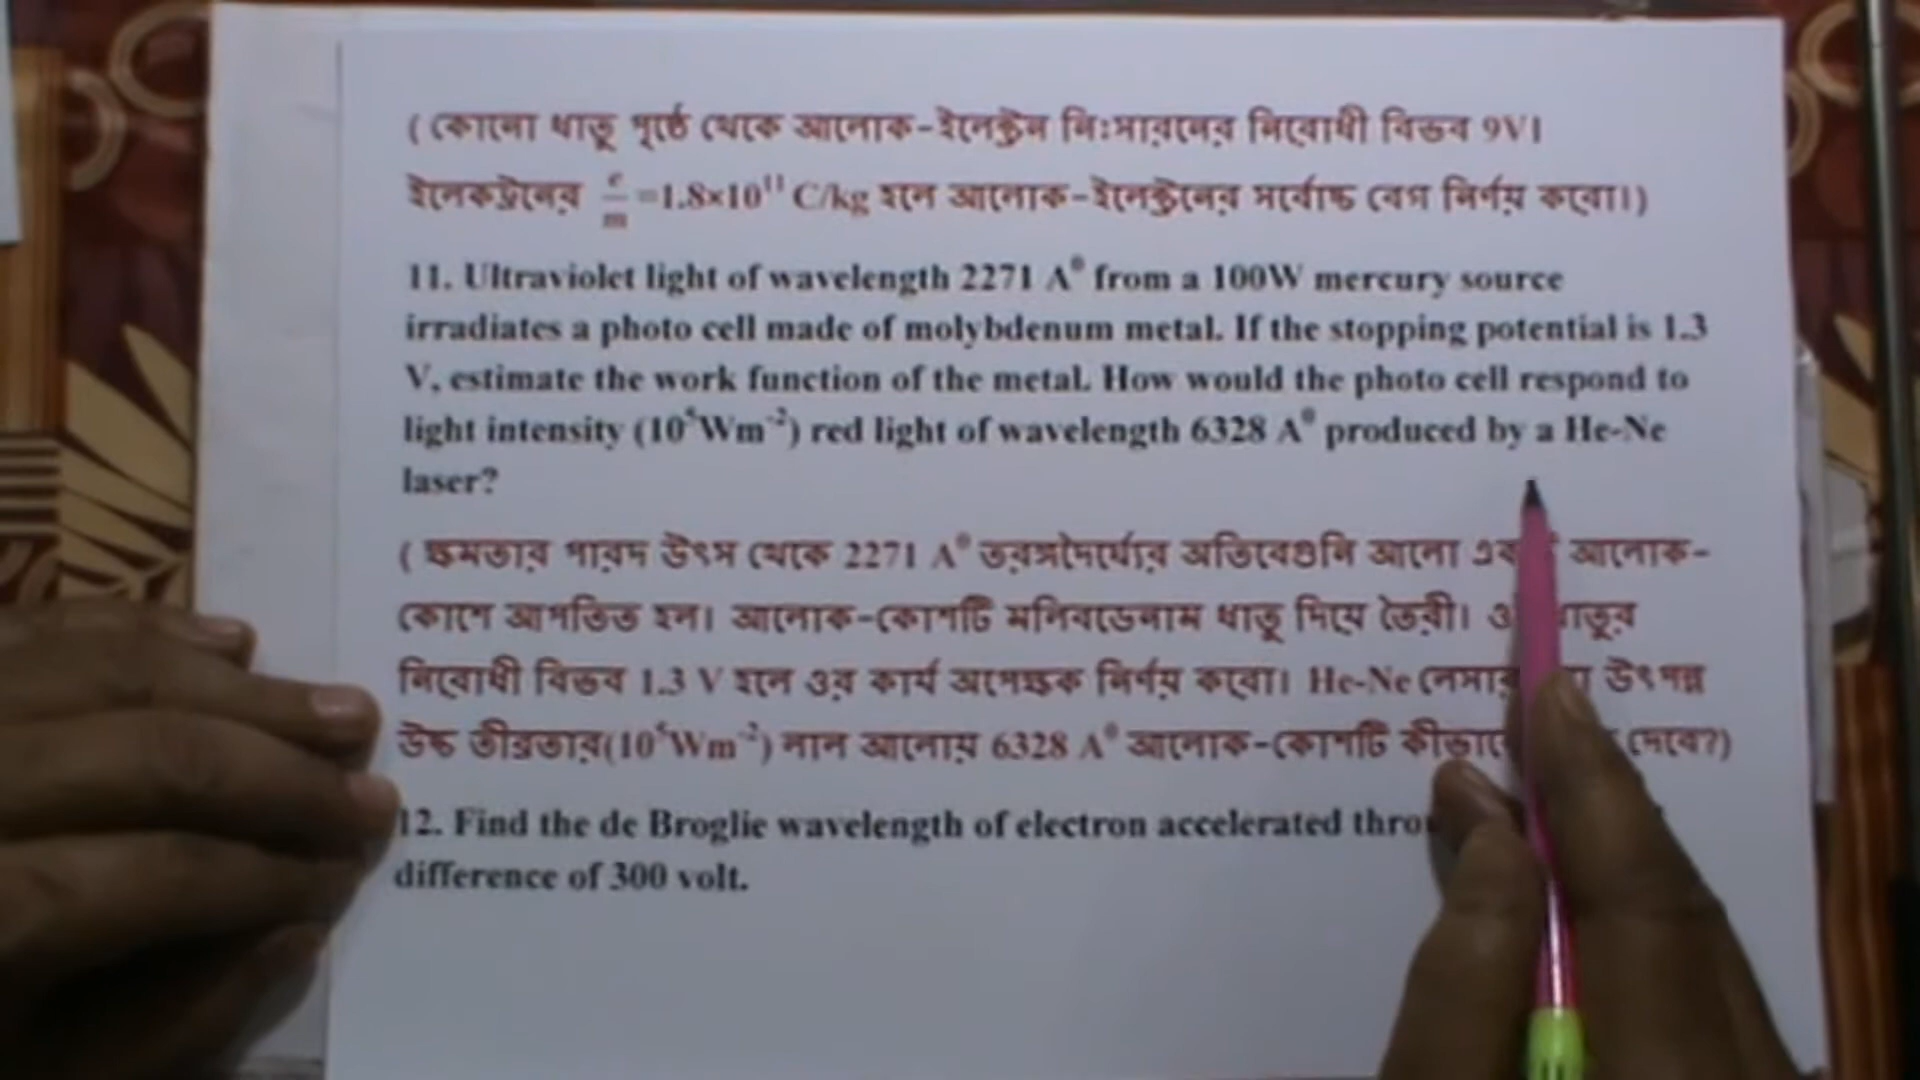 ( কোনো ধাতু পৃষ্ঠে থেকে আলোক-ইলেক্ট্রন নিঃসারনের নিবোধী বিভব 9V।
ইলেকট্রনের e/m =1.8×10¹¹ C/kg হলে আলোক-ইলেক্ট্রনের সর্বোচ্চ বেগ নির্ণয় করো।)
11. Ultraviolet light of wavelength 2271 A⁰ from a 100W mercury source
irradiates a photo cell made of molybdenum metal. If the stopping potential is 1.3
V, estimate the work function of the metal. How would the photo cell respond to
light intensity (10⁵Wm⁻²) red light of wavelength 6328 A⁰ produced by a He-Ne
laser?
( ক্ষমতার পারদ উৎস থেকে 2271 A⁰ তরঙ্গদৈর্ঘ্যের অতিবেগুনি আলো আলোক-
কোশে আপতিত হল। আলোক-কোশটি মলিবডেনাম ধাতু দিয়ে তৈরী।
নিবোধী বিভব 1.3 V হলে ওর কার্য অপেক্ষক নির্ণয় করো। He-Ne উৎপন্ন
উচ্চ তীব্রতার(10⁵Wm⁻²) লাল আলোয় 6328 A⁰ আলোক-কোশটি দেবে?)
12. Find the de Broglie wavelength of electron accelerated
difference of 300 volt.